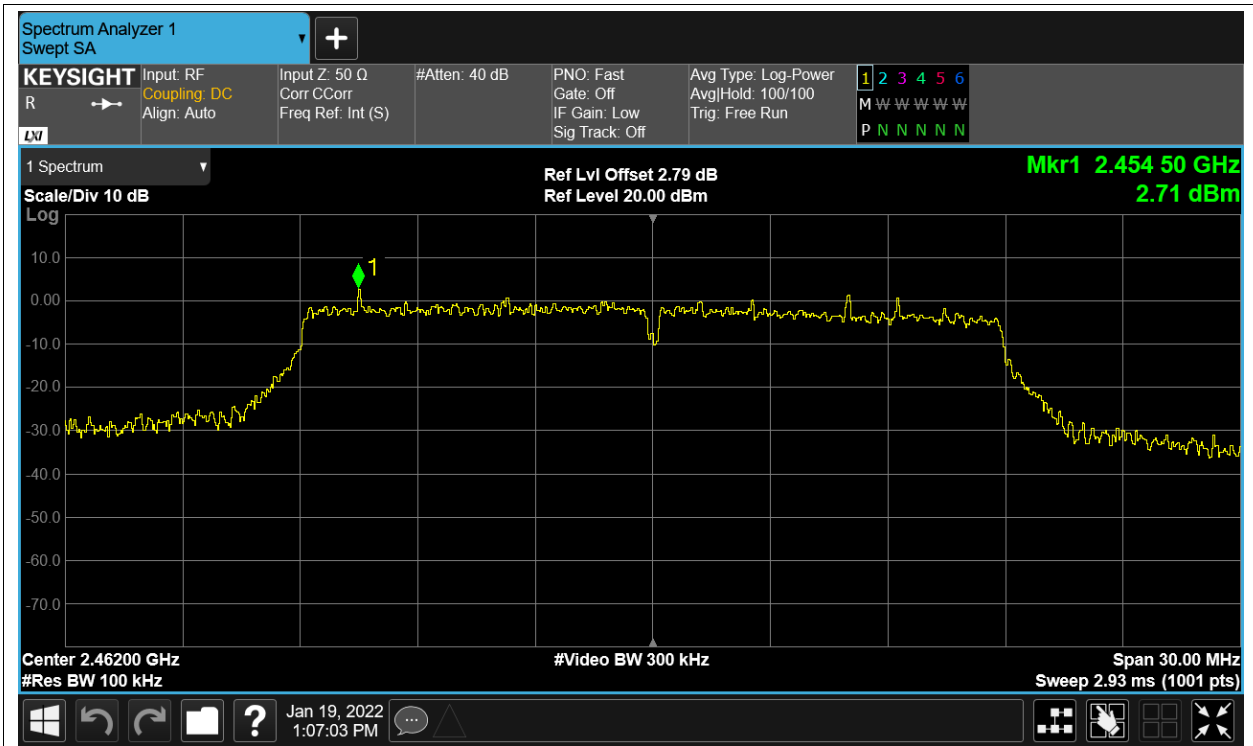 Spectrum Analyzer 1
Swept SA
KEYSIGHT
R
LXI
Input: RF
Coupling: DC
Align: Auto
Input Z: 50 Ω
Corr CCorr
Freq Ref: Int (S)
#Atten: 40 dB
PNO: Fast
Gate: Off
IF Gain: Low
Sig Track: Off
Avg Type: Log-Power
Avg|Hold: 100/100
Trig: Free Run
1 2 3 4 5 6
M W W W W W
P N N N N N
1 Spectrum
Scale/Div 10 dB
Log
Ref Lvl Offset 2.79 dB
Ref Level 20.00 dBm
Mkr1 2.454 50 GHz
2.71 dBm
1
10.0
0.00
-10.0
-20.0
-30.0
-40.0
-50.0
-60.0
-70.0
Center 2.46200 GHz
#Res BW 100 kHz
#Video BW 300 kHz
Span 30.00 MHz
Sweep 2.93 ms (1001 pts)
?
Jan 19, 2022
1:07:03 PM